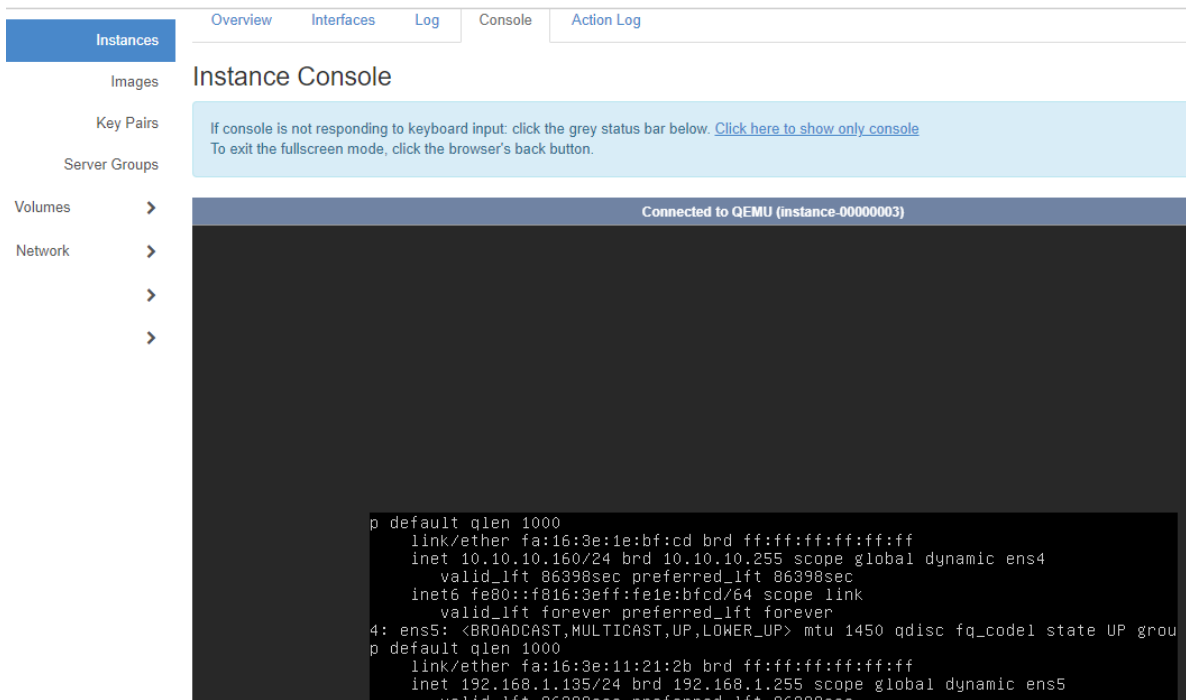 Overview Interfaces Log Console Action Log
Instances
Images
Key Pairs
Server Groups
Volumes
Network
Instance Console
If console is not responding to keyboard input: click the grey status bar below. Click here to show only console
To exit the fullscreen mode, click the browser's back button.
Connected to QEMU (instance-00000003)
p default qlen 1000
link/ether fa:16:3e:1e:bf:cd brd ff:ff:ff:ff:ff:ff
inet 10.10.10.160/24 brd 10.10.10.255 scope global dynamic ens4
valid_lft 86398sec preferred_lft 86398sec
inet6 fe80::f816:3eff:fe1e:bfcd/64 scope link
valid_lft forever preferred_lft forever
4: ens5: <BROADCAST,MULTICAST,UP,LOWER_UP> mtu 1450 qdisc fq_codel state UP grou
p default qlen 1000
link/ether fa:16:3e:11:21:2b brd ff:ff:ff:ff:ff:ff
inet 192.168.1.135/24 brd 192.168.1.255 scope global dynamic ens5